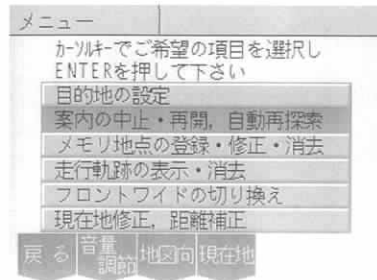 メニュー
カーソルキーでご希望の項目を選択し
ENTERを押して下さい
目的地の設定
案内の中止・再開，自動再探索
メモリ地点の登録・修正・消去
走行軌跡の表示・消去
フロントワイドの切り換え
現在地修正，距離補正
戻る 音量調節 地図向 現在地